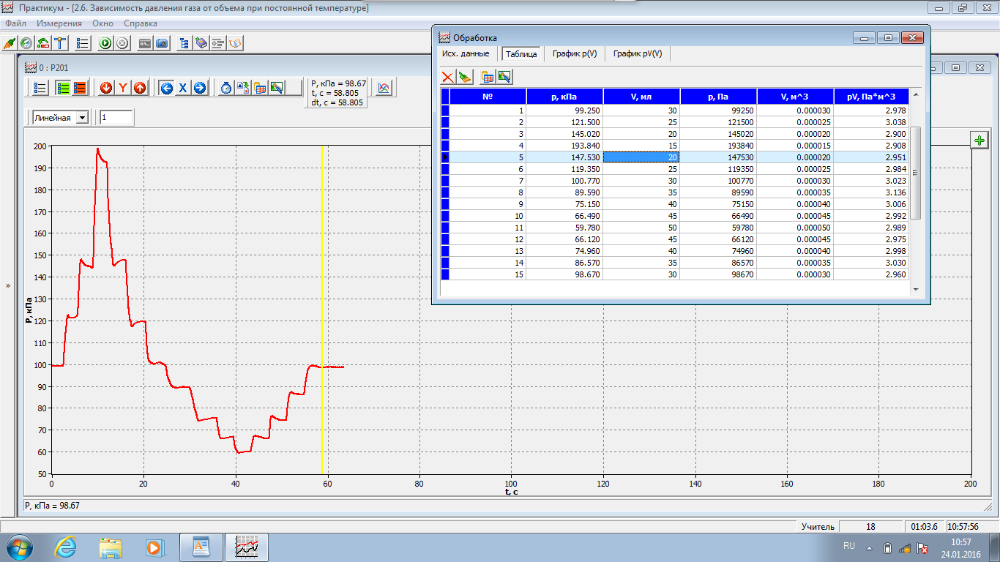 Практикум - [2.6. Зависимость давления газа от объема при постоянной температуре]
Файл Измерения Окно Справка
0 : P201
P, кПа = 98.67
t, с = 58.805
dt, с = 58.805
Линейная 1
Обработка
Исх. данные Таблица График p(V) График pV(V)
№ p, кПа V, мл p, Па V, м^3 pV, Па*м^3
1 99.250 30 99250 0.000030 2.978
2 121.500 25 121500 0.000025 3.038
3 145.020 20 145020 0.000020 2.900
4 193.840 15 193840 0.000015 2.908
5 147.530 20 147530 0.000020 2.951
6 119.350 25 119350 0.000025 2.984
7 100.770 30 100770 0.000030 3.023
8 89.590 35 89590 0.000035 3.136
9 75.150 40 75150 0.000040 3.006
10 66.490 45 66490 0.000045 2.992
11 59.780 50 59780 0.000050 2.989
12 66.120 45 66120 0.000045 2.975
13 74.960 40 74960 0.000040 2.998
14 86.570 35 86570 0.000035 3.030
15 98.670 30 98670 0.000030 2.960
200
190
180
170
160
150
140
130
120
110
100
90
80
70
60
50
P, кПа
0 20 40 60 80 100 120 140 160 180 200
t, с
P, кПа = 98.67
Учитель 18 01:03.6 10:57:56
RU
10:57
24.01.2016